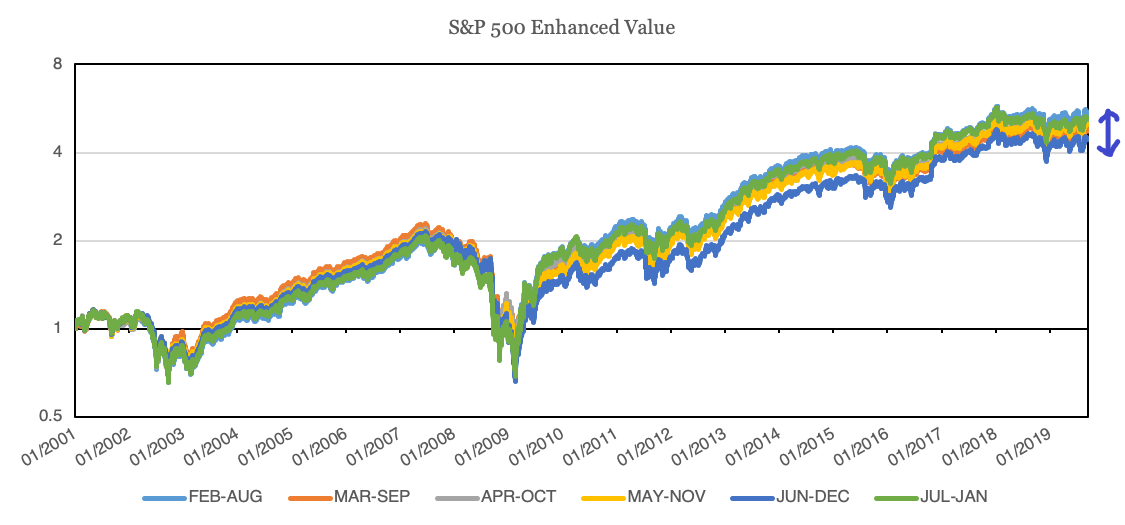 S&P 500 Enhanced Value
8
4
2
1
0.5
01/2001 01/2002 01/2003 01/2004 01/2005 01/2006 01/2007 01/2008 01/2009 01/2010 01/2011 01/2012 01/2013 01/2014 01/2015 01/2016 01/2017 01/2018 01/2019
FEB-AUG MAR-SEP APR-OCT MAY-NOV JUN-DEC JUL-JAN